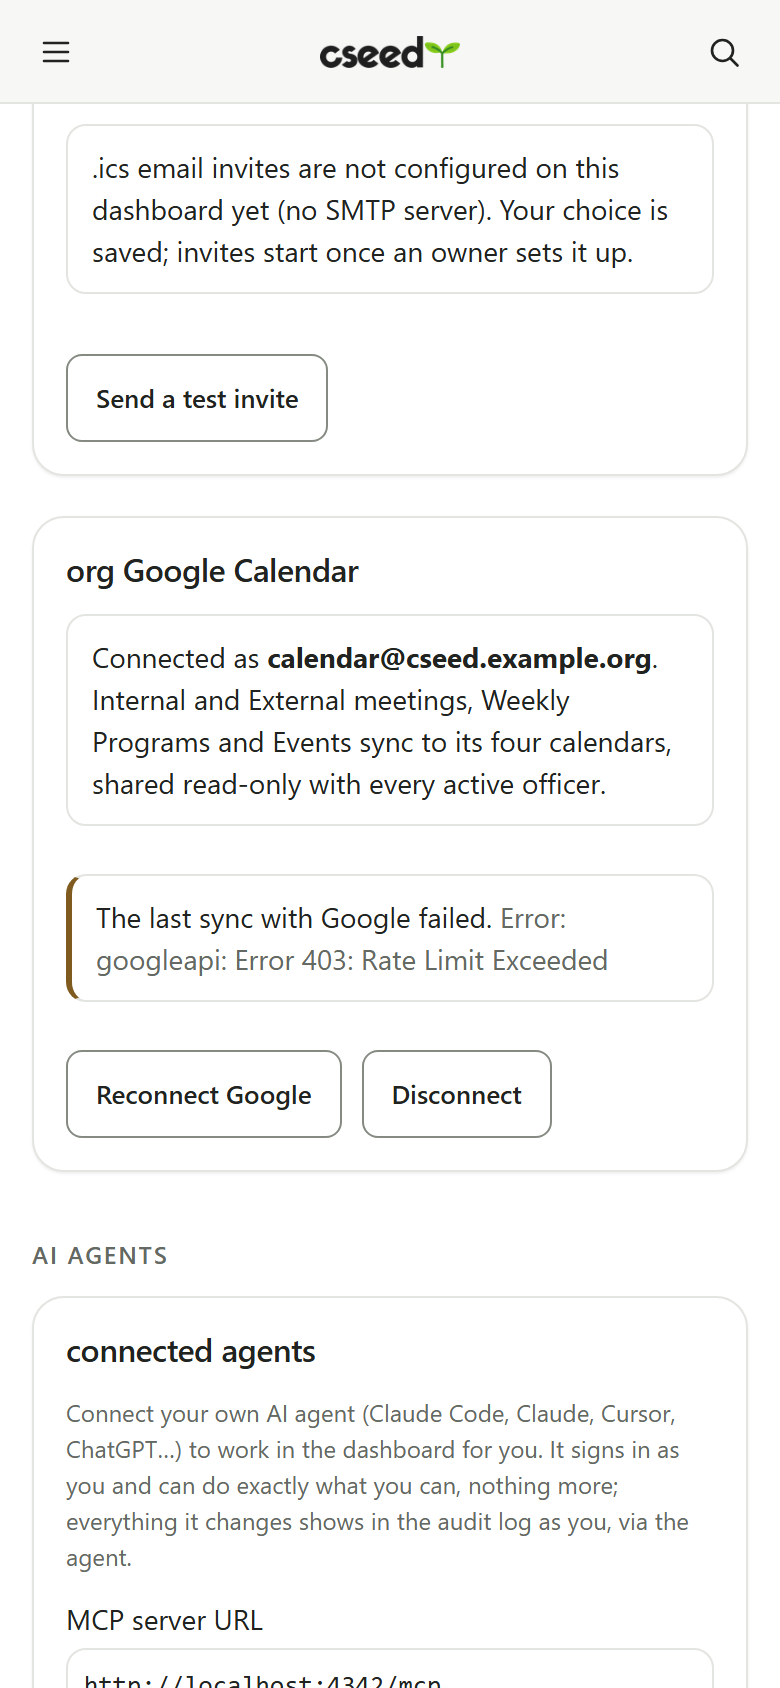 cseed
.ics email invites are not configured on this
dashboard yet (no SMTP server). Your choice is
saved; invites start once an owner sets it up.
Send a test invite
org Google Calendar
Connected as calendar@cseed.example.org.
Internal and External meetings, Weekly
Programs and Events sync to its four calendars,
shared read-only with every active officer.
The last sync with Google failed. Error:
googleapi: Error 403: Rate Limit Exceeded
Reconnect Google
Disconnect
AI AGENTS
connected agents
Connect your own AI agent (Claude Code, Claude, Cursor,
ChatGPT…) to work in the dashboard for you. It signs in as
you and can do exactly what you can, nothing more;
everything it changes shows in the audit log as you, via the
agent.
MCP server URL
http://localhost:4342/mcp